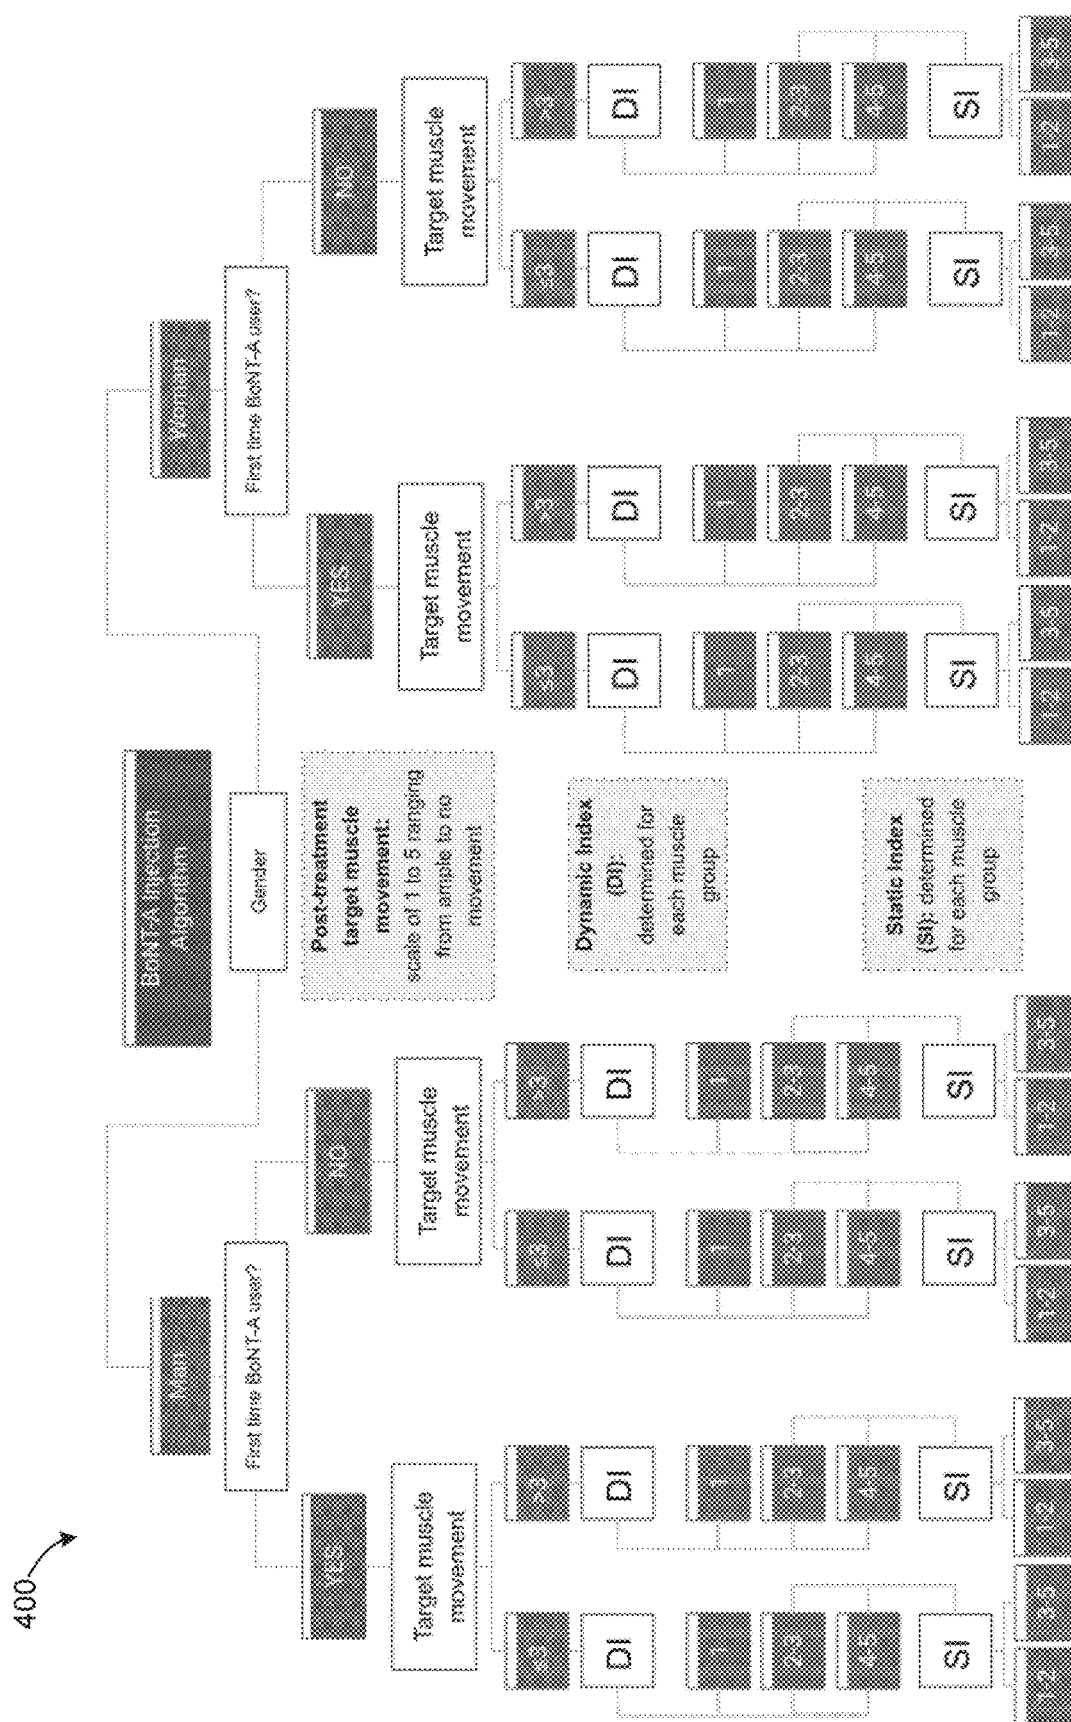 400
BoNT-A Injection
Algorithm
Gender
Man
Woman
First time BoNT-A user?
First time BoNT-A user?
YES
NO
YES
NO
Target muscle
movement
Target muscle
movement
Post-treatment
target muscle
movement:
scale of 1 to 5 ranging
from ample to no
movement
Target muscle
movement
Target muscle
movement
DI
DI
DI
DI
Dynamic Index
(DI):
determined for
each muscle
group
DI
DI
DI
DI
1
1
1
1
1
1
1
1
2-3
2-3
2-3
2-3
2-3
2-3
2-3
2-3
4-5
4-5
4-5
4-5
4-5
4-5
4-5
4-5
SI
SI
SI
SI
Static Index
(SI): determined
for each muscle
group
SI
SI
SI
SI
1-2
3-5
1-2
3-5
1-2
3-5
1-2
3-5
1-2
3-5
1-2
3-5
1-2
3-5
1-2
3-5